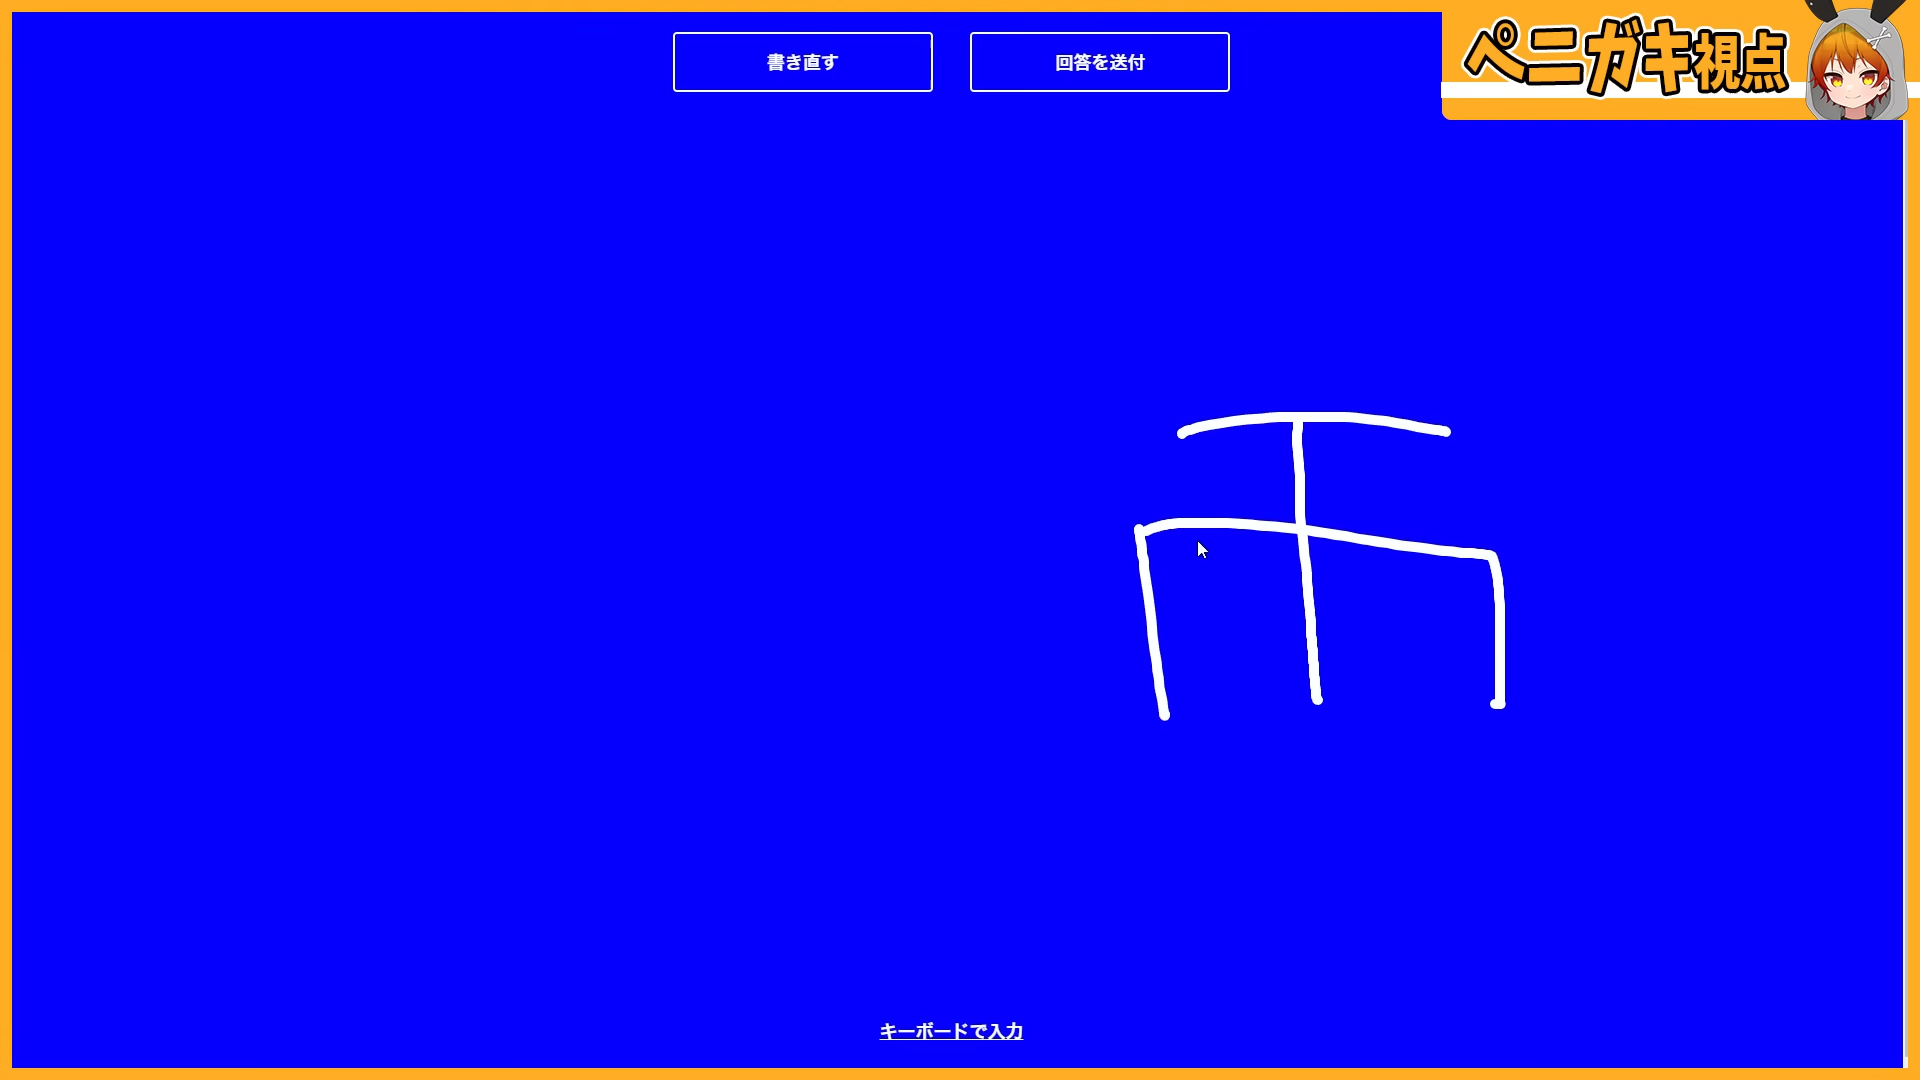 書き直す
回答を送付
ペニガキ視点
キーボードで入力